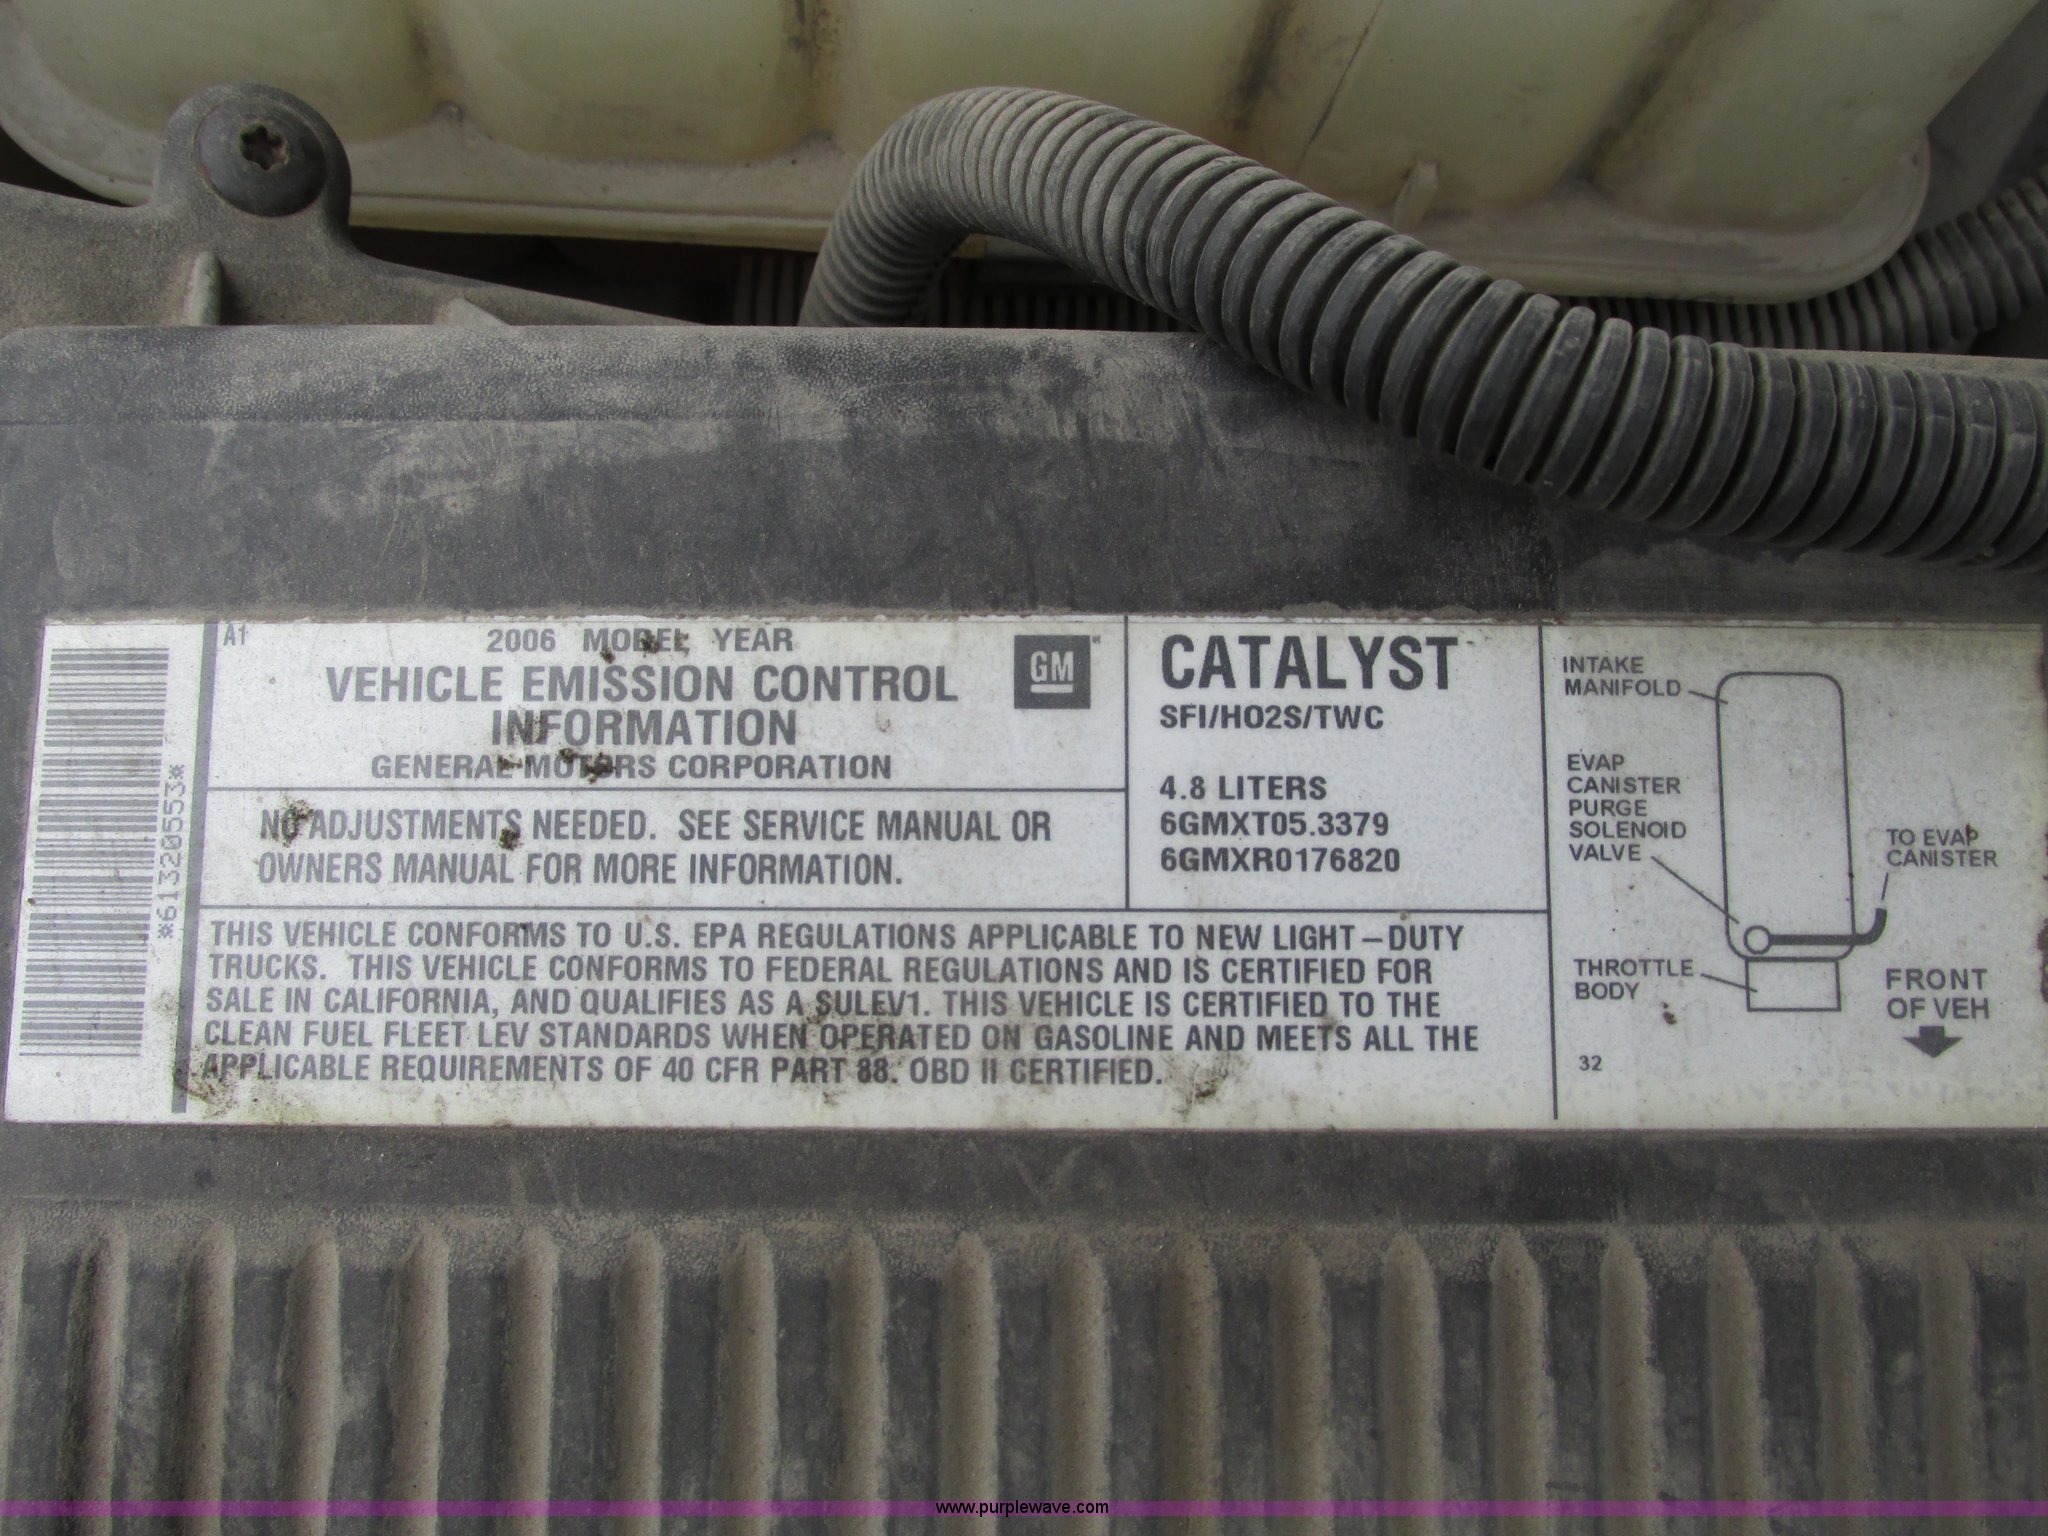 *61320553*
A1
2006 MODEL YEAR
VEHICLE EMISSION CONTROL
INFORMATION
GENERAL MOTORS CORPORATION
GM
NO ADJUSTMENTS NEEDED. SEE SERVICE MANUAL OR
OWNERS MANUAL FOR MORE INFORMATION.
CATALYST
SFI/HO2S/TWC
4.8 LITERS
6GMXT05.3379
6GMXR0176820
THIS VEHICLE CONFORMS TO U.S. EPA REGULATIONS APPLICABLE TO NEW LIGHT-DUTY
TRUCKS. THIS VEHICLE CONFORMS TO FEDERAL REGULATIONS AND IS CERTIFIED FOR
SALE IN CALIFORNIA, AND QUALIFIES AS A SULEV1. THIS VEHICLE IS CERTIFIED TO THE
CLEAN FUEL FLEET LEV STANDARDS WHEN OPERATED ON GASOLINE AND MEETS ALL THE
APPLICABLE REQUIREMENTS OF 40 CFR PART 88. OBD II CERTIFIED.
INTAKE
MANIFOLD
EVAP
CANISTER
PURGE
SOLENOID
VALVE
TO EVAP
CANISTER
THROTTLE
BODY
FRONT
OF VEH
32
www.purplewave.com